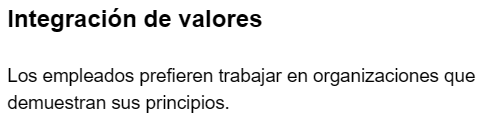 Integración de valores
Los empleados prefieren trabajar en organizaciones que
demuestran sus principios.